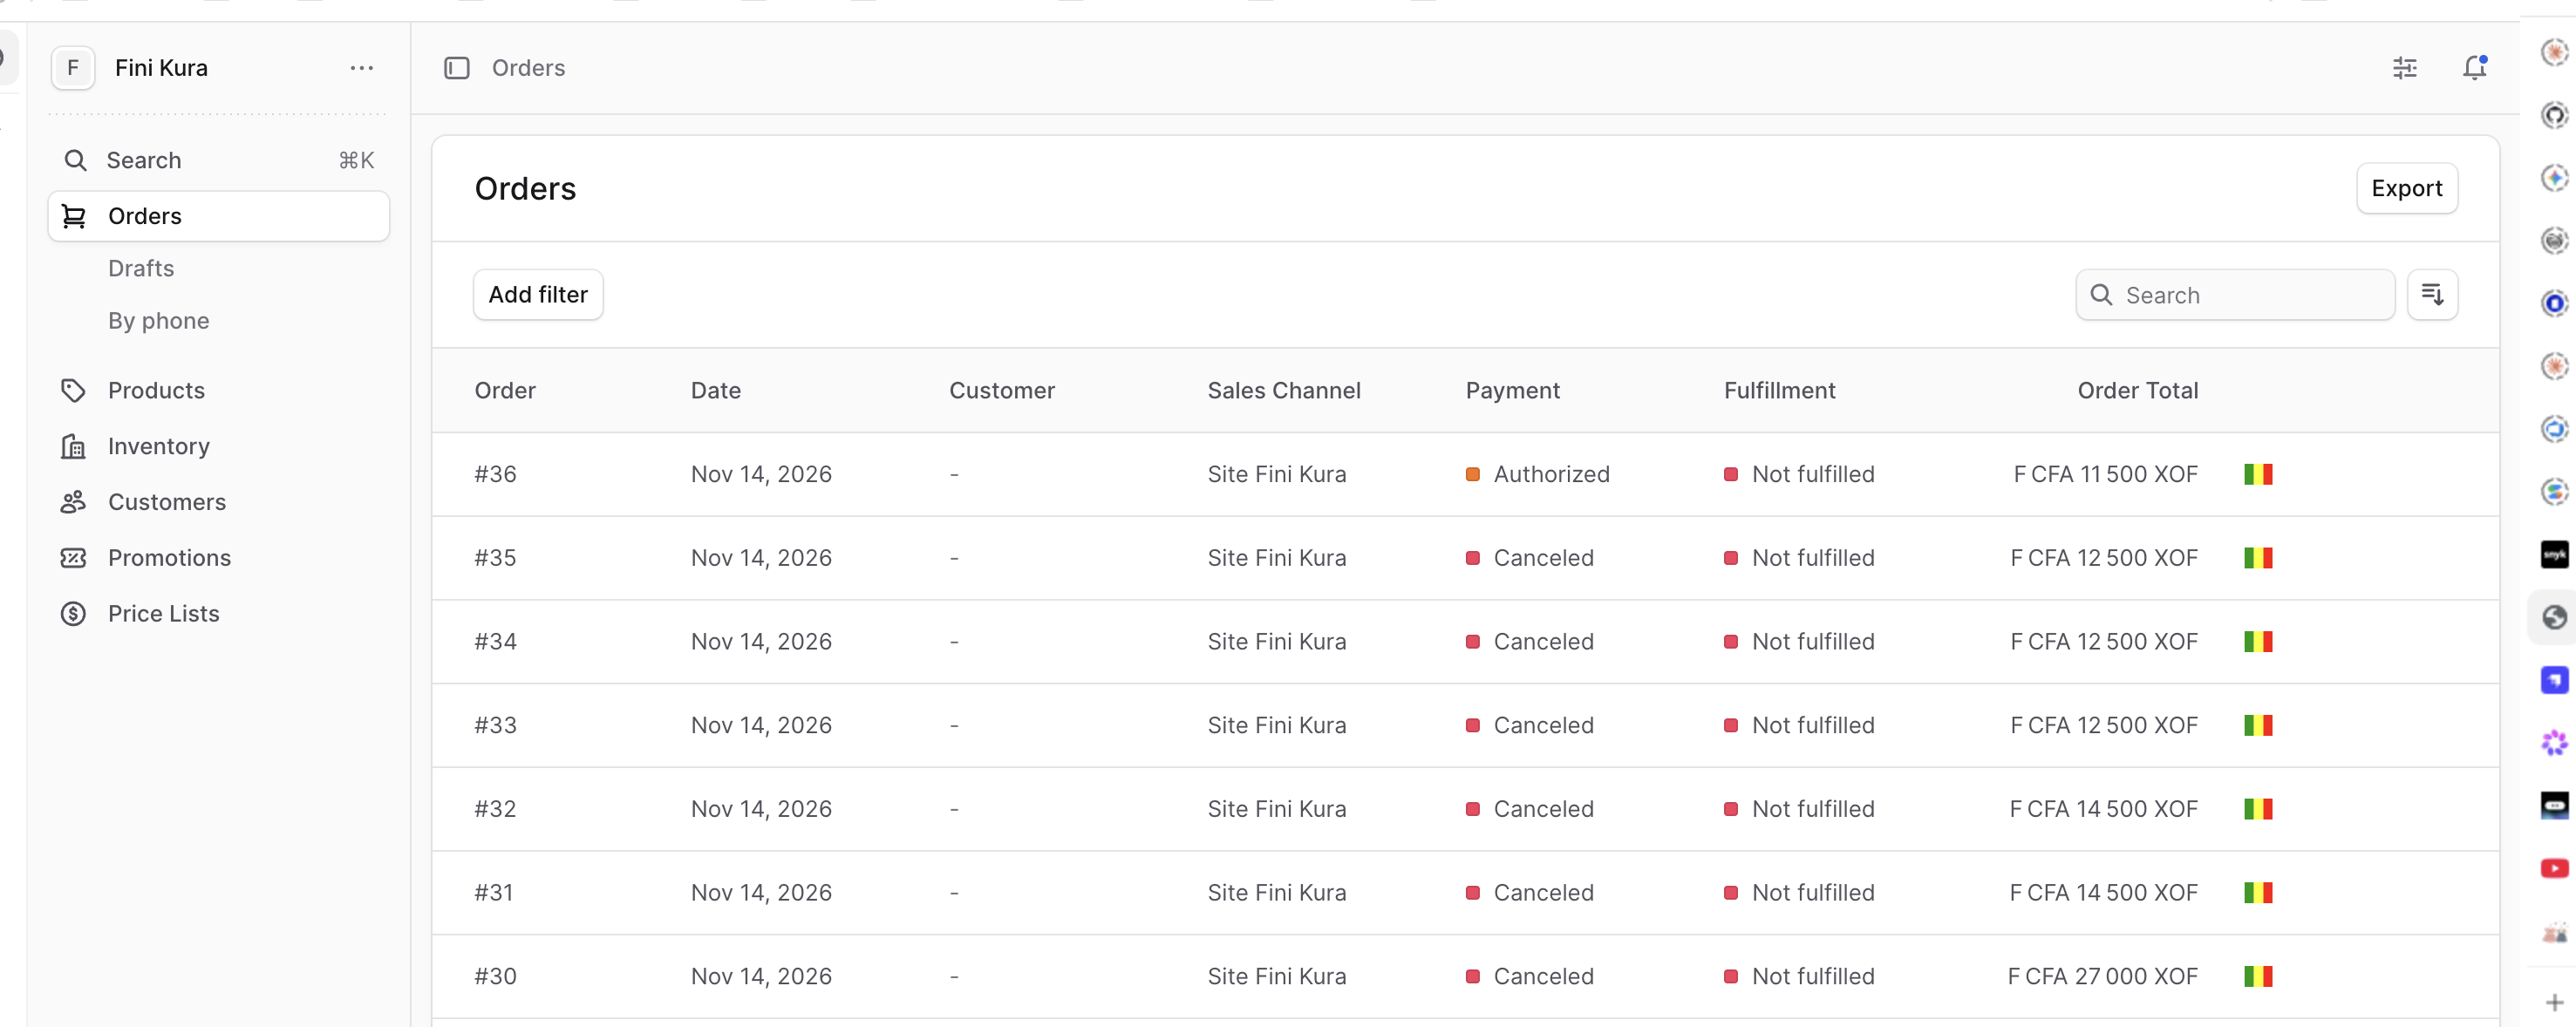 F Fini Kura ...
Orders
Search ⌘K
Orders
Drafts
By phone
Products
Inventory
Customers
Promotions
Price Lists
Orders
Export
Add filter
Search
Order Date Customer Sales Channel Payment Fulfillment Order Total
#36 Nov 14, 2026 - Site Fini Kura Authorized Not fulfilled F CFA 11 500 XOF
#35 Nov 14, 2026 - Site Fini Kura Canceled Not fulfilled F CFA 12 500 XOF
#34 Nov 14, 2026 - Site Fini Kura Canceled Not fulfilled F CFA 12 500 XOF
#33 Nov 14, 2026 - Site Fini Kura Canceled Not fulfilled F CFA 12 500 XOF
#32 Nov 14, 2026 - Site Fini Kura Canceled Not fulfilled F CFA 14 500 XOF
#31 Nov 14, 2026 - Site Fini Kura Canceled Not fulfilled F CFA 14 500 XOF
#30 Nov 14, 2026 - Site Fini Kura Canceled Not fulfilled F CFA 27 000 XOF
snyk